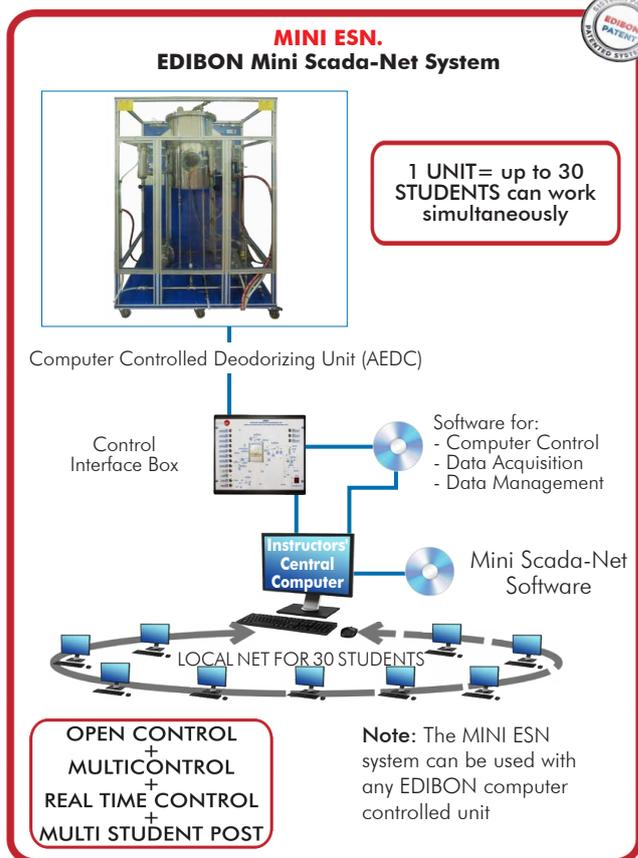 MINI ESN.
EDIBON Mini Scada-Net System
EDIBON
PATENT
PATENTED SYSTEM
1 UNIT= up to 30
STUDENTS can work
simultaneously
Computer Controlled Deodorizing Unit (AEDC)
Control
Interface Box
Software for:
- Computer Control
- Data Acquisition
- Data Management
Instructors'
Central
Computer
Mini Scada-Net
Software
LOCAL NET FOR 30 STUDENTS
OPEN CONTROL
+
MULTICONTROL
+
REAL TIME CONTROL
+
MULTI STUDENT POST
Note: The MINI ESN
system can be used with
any EDIBON computer
controlled unit